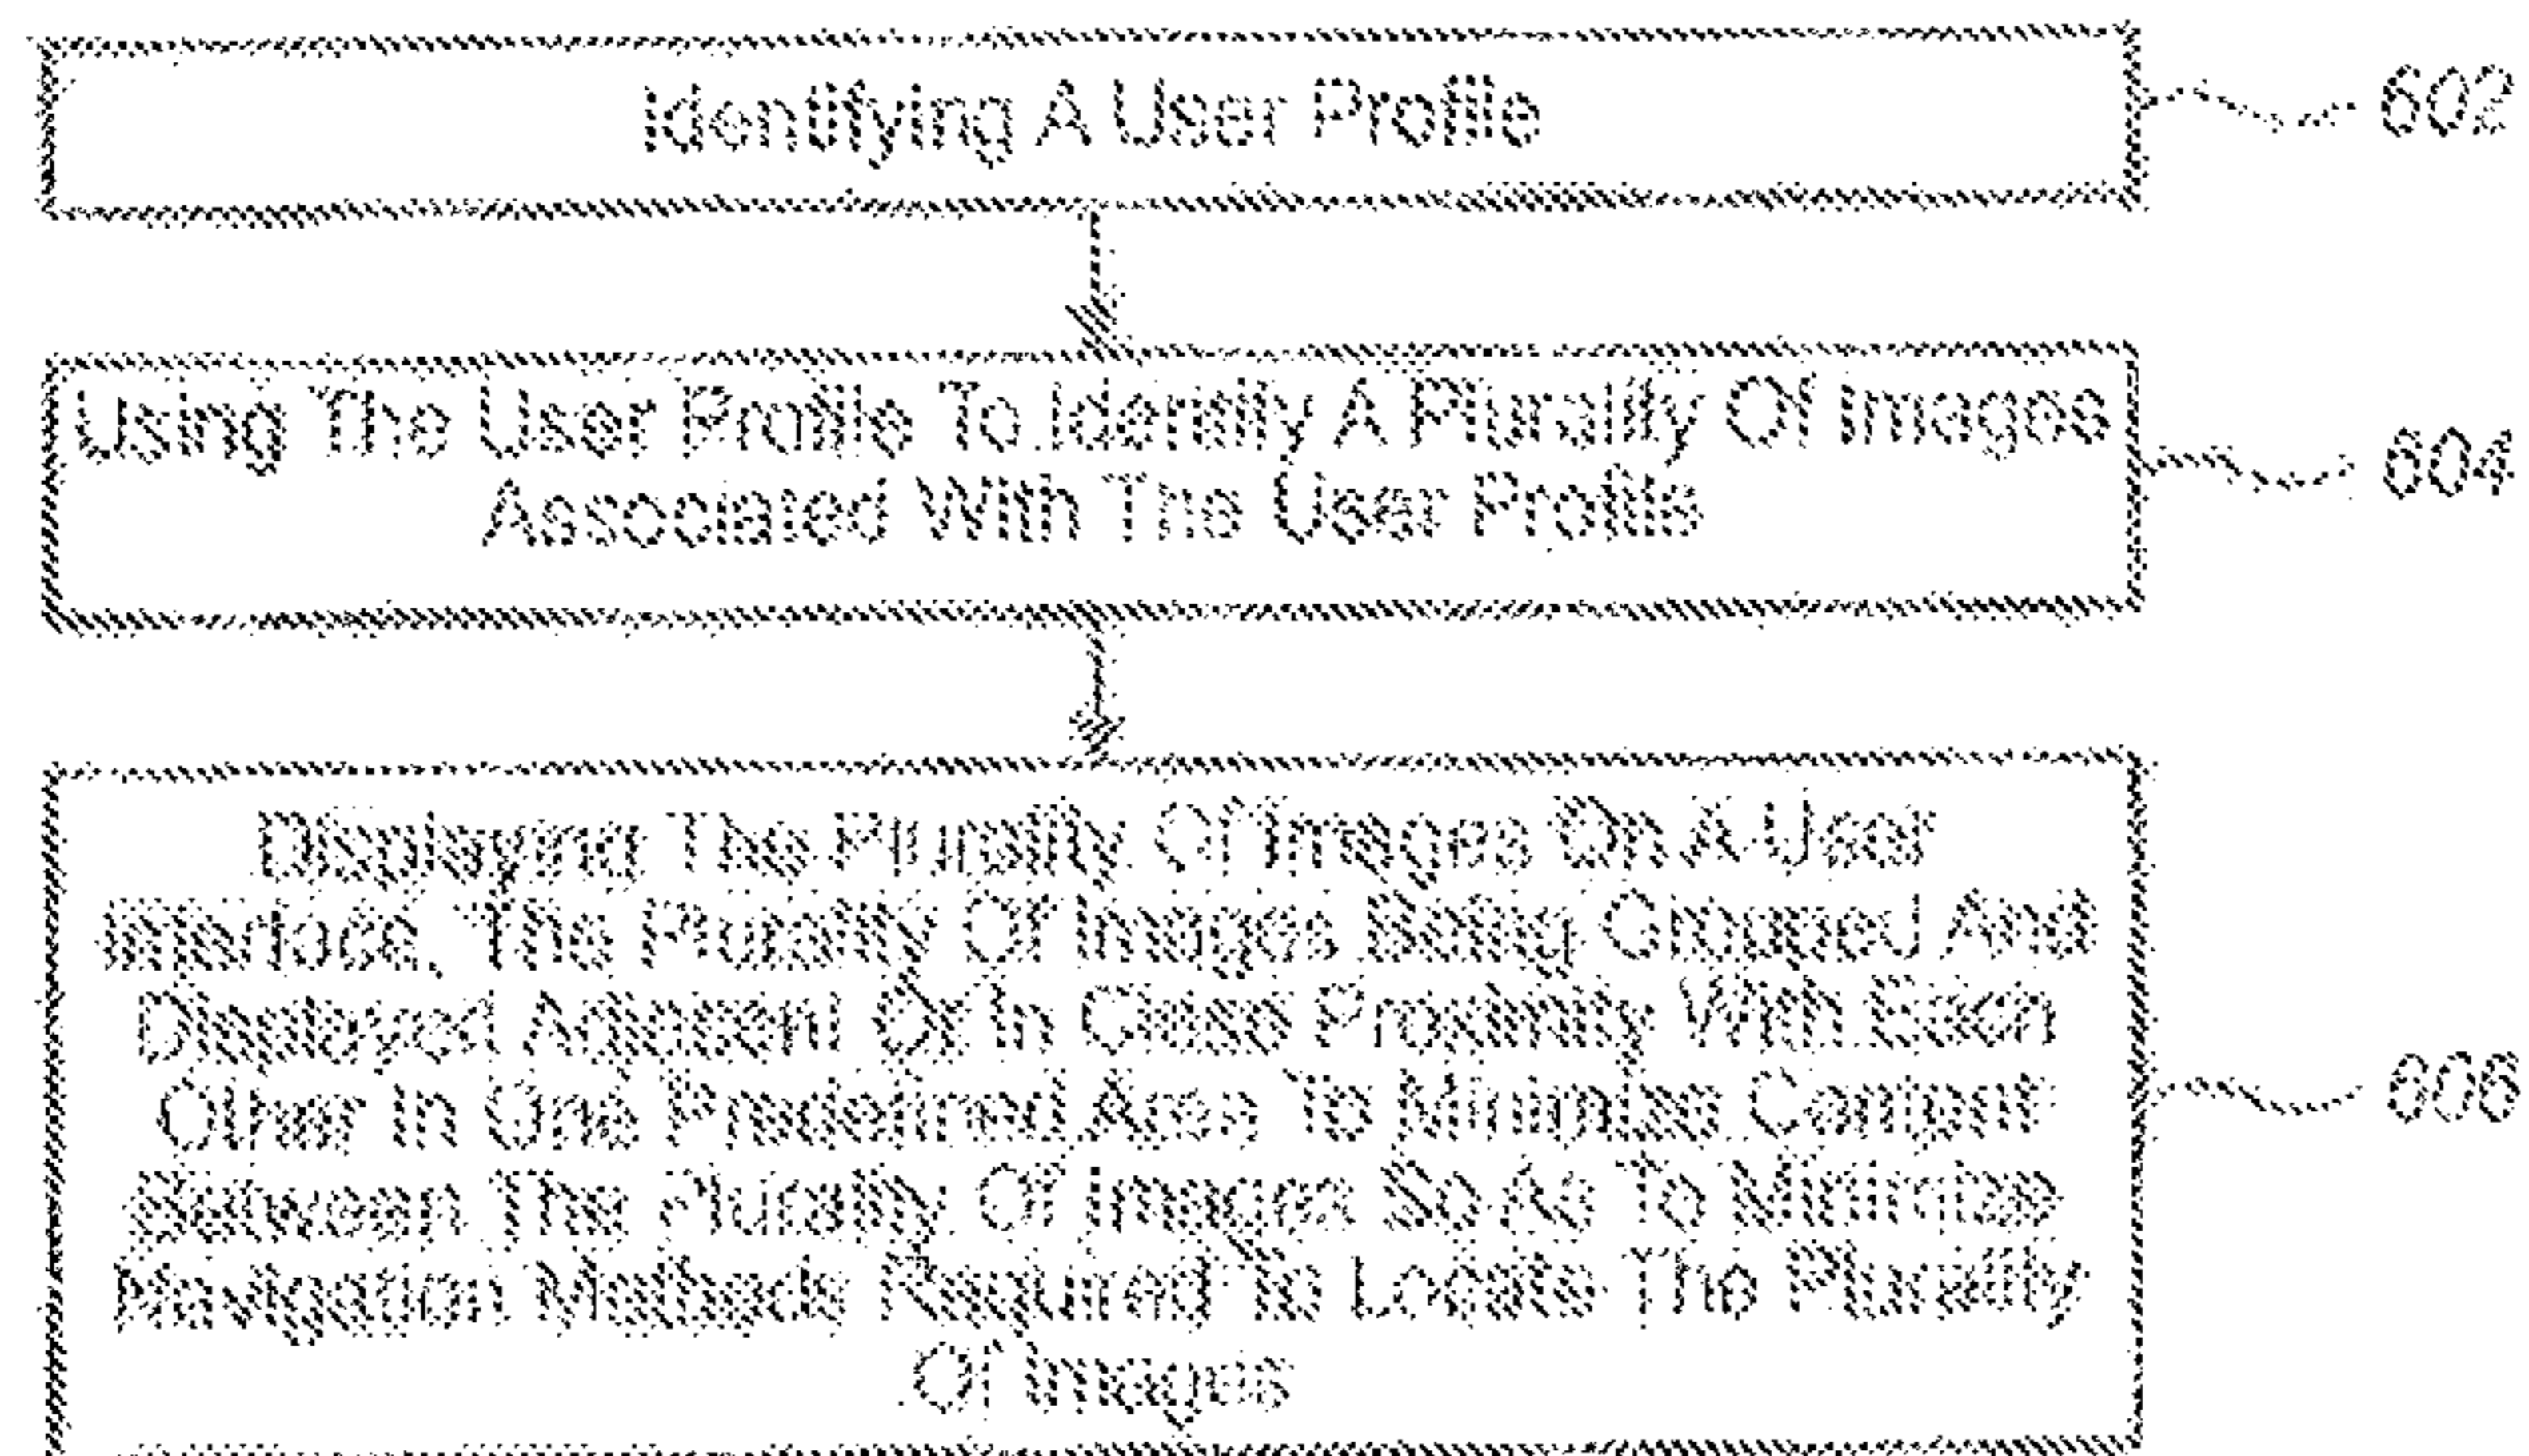 Identifying A User Profile
602
Using The User Profile To Identify A Plurality Of Images
Associated With The User Profile
604
Displaying The Plurality Of Images On A User
Interface, The Plurality Of Images Being Grouped And
Displayed Adjacent Or In Close Proximity With Each
Other In One Predefined Area To Minimize Content
Between The Plurality Of Images So As To Minimize
Navigation Methods Required To Locate The Plurality
Of Images
606